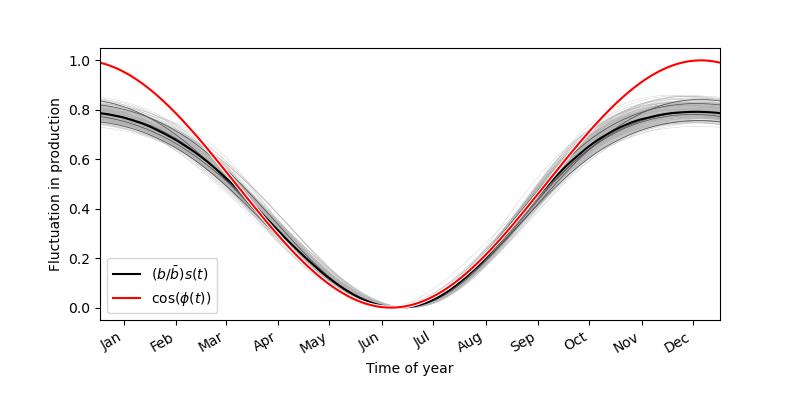 Fluctuation in production
1.0
0.8
0.6
0.4
0.2
0.0
(b/b̄)s(t)
cos(ϕ(t))
Jan Feb Mar Apr May Jun Jul Aug Sep Oct Nov Dec
Time of year